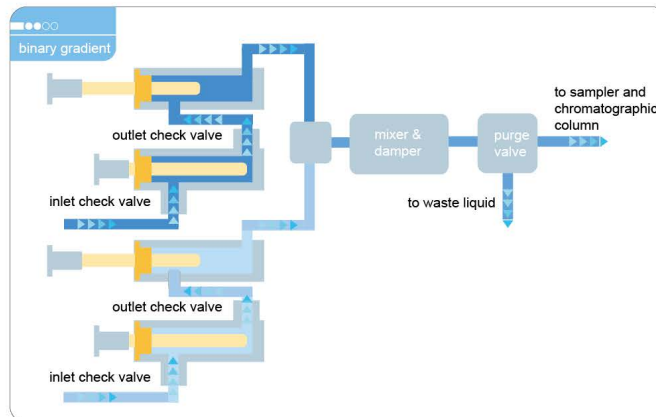 binary gradient
outlet check valve
inlet check valve
outlet check valve
inlet check valve
mixer &
damper
purge
valve
to sampler and
chromatographic
column
to waste liquid